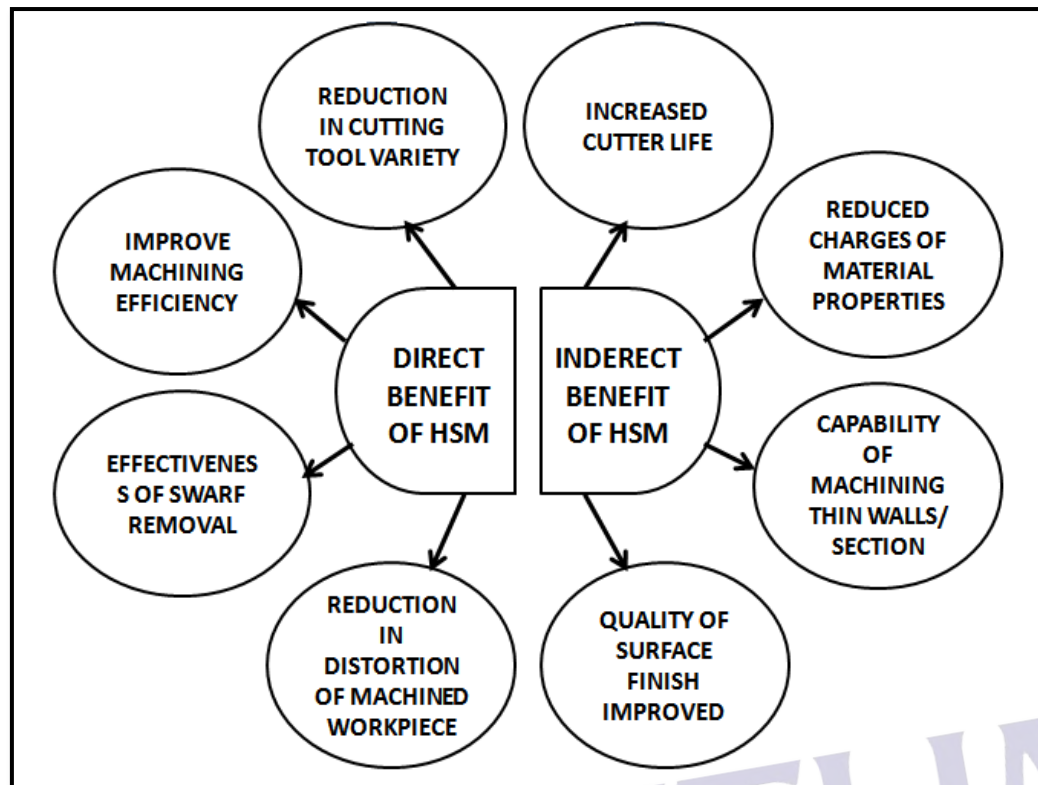 REDUCTION
IN CUTTING
TOOL VARIETY
INCREASED
CUTTER LIFE
IMPROVE
MACHINING
EFFICIENCY
REDUCED
CHARGES OF
MATERIAL
PROPERTIES
DIRECT
BENEFIT
OF HSM
INDERECT
BENEFIT
OF HSM
EFFECTIVENES
S OF SWARF
REMOVAL
CAPABILITY
OF
MACHINING
THIN WALLS/
SECTION
REDUCTION
IN
DISTORTION
OF MACHINED
WORKPIECE
QUALITY OF
SURFACE
FINISH
IMPROVED